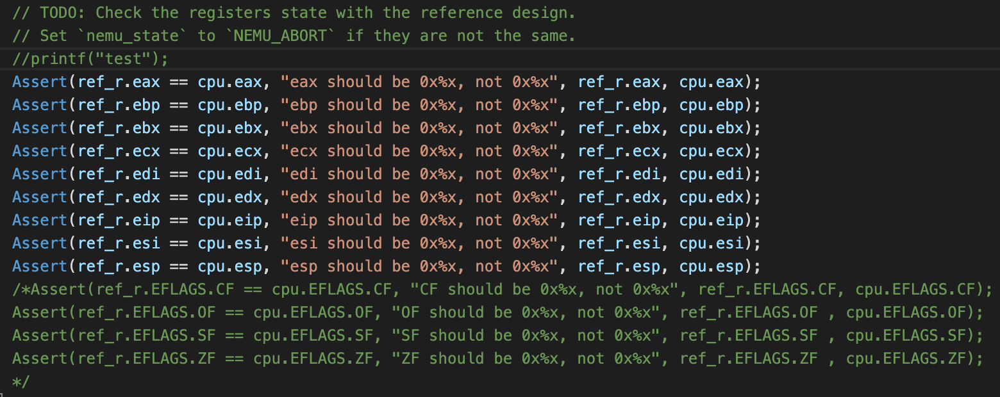 // TODO: Check the registers state with the reference design.
// Set `nemu_state` to `NEMU_ABORT` if they are not the same.
//printf("test");
Assert(ref_r.eax == cpu.eax, "eax should be 0x%x, not 0x%x", ref_r.eax, cpu.eax);
Assert(ref_r.ebp == cpu.ebp, "ebp should be 0x%x, not 0x%x", ref_r.ebp, cpu.ebp);
Assert(ref_r.ebx == cpu.ebx, "ebx should be 0x%x, not 0x%x", ref_r.ebx, cpu.ebx);
Assert(ref_r.ecx == cpu.ecx, "ecx should be 0x%x, not 0x%x", ref_r.ecx, cpu.ecx);
Assert(ref_r.edi == cpu.edi, "edi should be 0x%x, not 0x%x", ref_r.edi, cpu.edi);
Assert(ref_r.edx == cpu.edx, "edx should be 0x%x, not 0x%x", ref_r.edx, cpu.edx);
Assert(ref_r.eip == cpu.eip, "eip should be 0x%x, not 0x%x", ref_r.eip, cpu.eip);
Assert(ref_r.esi == cpu.esi, "esi should be 0x%x, not 0x%x", ref_r.esi, cpu.esi);
Assert(ref_r.esp == cpu.esp, "esp should be 0x%x, not 0x%x", ref_r.esp, cpu.esp);
/*Assert(ref_r.EFLAGS.CF == cpu.EFLAGS.CF, "CF should be 0x%x, not 0x%x", ref_r.EFLAGS.CF, cpu.EFLAGS.CF);
Assert(ref_r.EFLAGS.OF == cpu.EFLAGS.OF, "OF should be 0x%x, not 0x%x", ref_r.EFLAGS.OF , cpu.EFLAGS.OF);
Assert(ref_r.EFLAGS.SF == cpu.EFLAGS.SF, "SF should be 0x%x, not 0x%x", ref_r.EFLAGS.SF , cpu.EFLAGS.SF);
Assert(ref_r.EFLAGS.ZF == cpu.EFLAGS.ZF, "ZF should be 0x%x, not 0x%x", ref_r.EFLAGS.ZF , cpu.EFLAGS.ZF);
*/